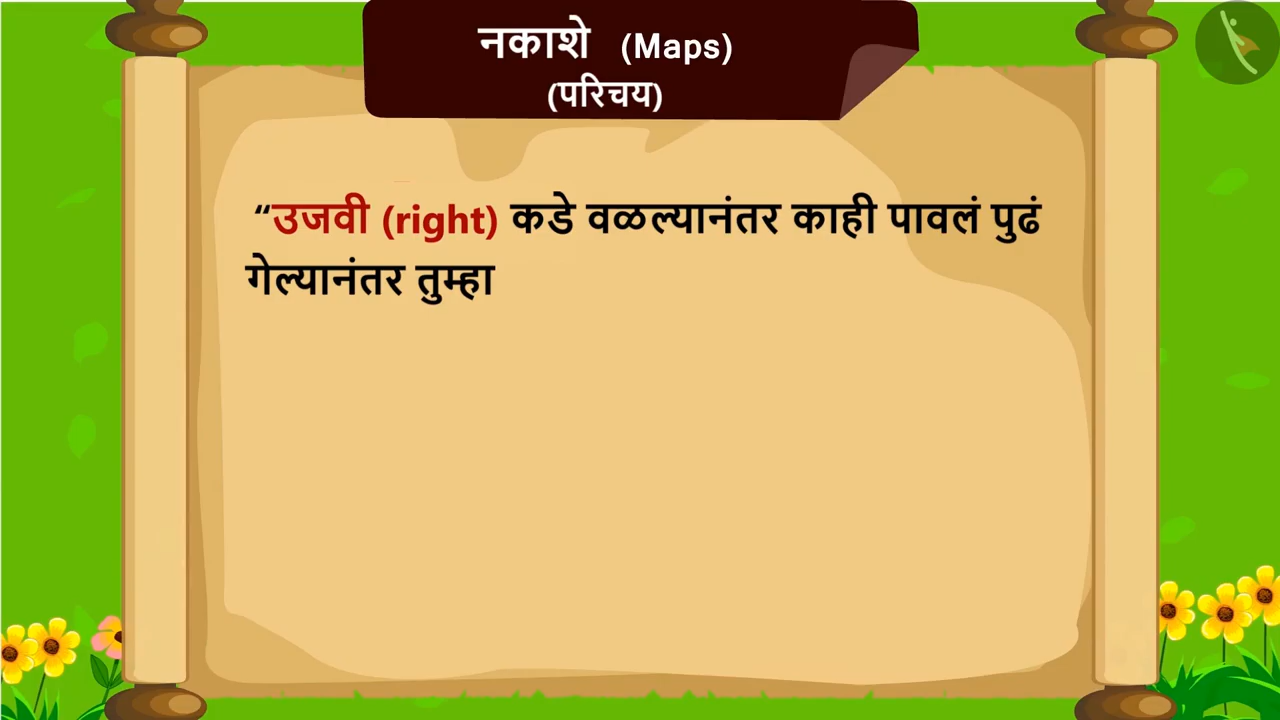 नकाशे (Maps)
(परिचय)
“उजवी (right) कडे वळल्यानंतर काही पावलं पुढं
गेल्यानंतर तुम्हा